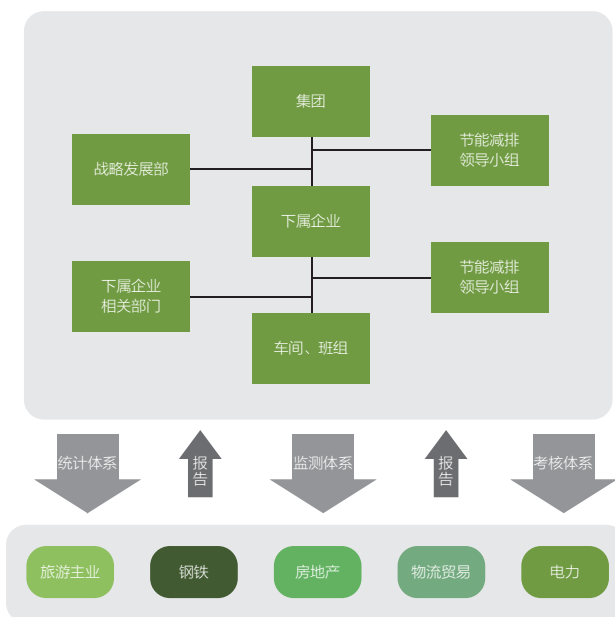 集团
节能减排
领导小组
战略发展部
下属企业
节能减排
领导小组
下属企业
相关部门
车间、班组
统计体系
报告
监测体系
报告
考核体系
旅游主业
钢铁
房地产
物流贸易
电力